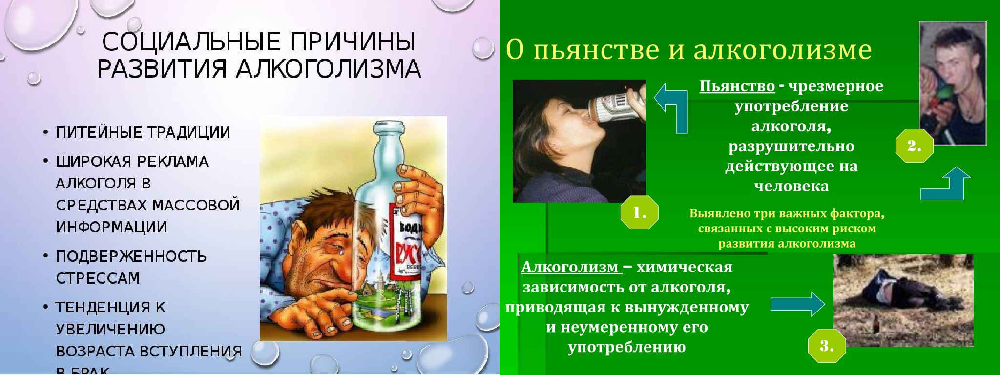 СОЦИАЛЬНЫЕ ПРИЧИНЫ
РАЗВИТИЯ АЛКОГОЛИЗМА
• ПИТЕЙНЫЕ ТРАДИЦИИ
• ШИРОКАЯ РЕКЛАМА
АЛКОГОЛЯ В
СРЕДСТВАХ МАССОВОЙ
ИНФОРМАЦИИ
• ПОДВЕРЖЕННОСТЬ
СТРЕССАМ
• ТЕНДЕНЦИЯ К
УВЕЛИЧЕНИЮ
ВОЗРАСТА ВСТУПЛЕНИЯ
В БРАК
ВОДК
РУСС
О пьянстве и алкоголизме
Пьянство - чрезмерное
употребление
алкоголя,
разрушительно
действующее на
человека
2.
1.
Выявлено три важных фактора,
связанных с высоким риском
развития алкоголизма
Алкоголизм – химическая
зависимость от алкоголя,
приводящая к вынужденному
и неумеренному его
употреблению
3.